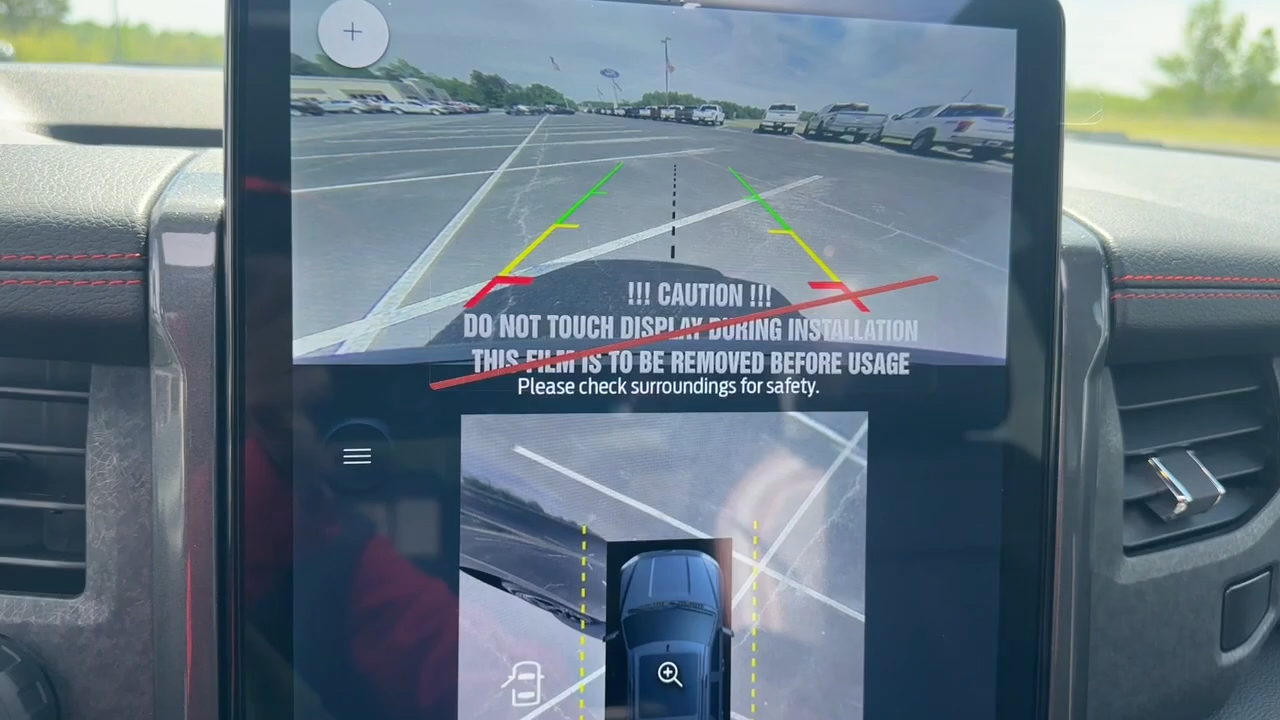 !!! CAUTION !!!
DO NOT TOUCH DISPLAY DURING INSTALLATION
THIS FILM IS TO BE REMOVED BEFORE USAGE
Please check surroundings for safety.